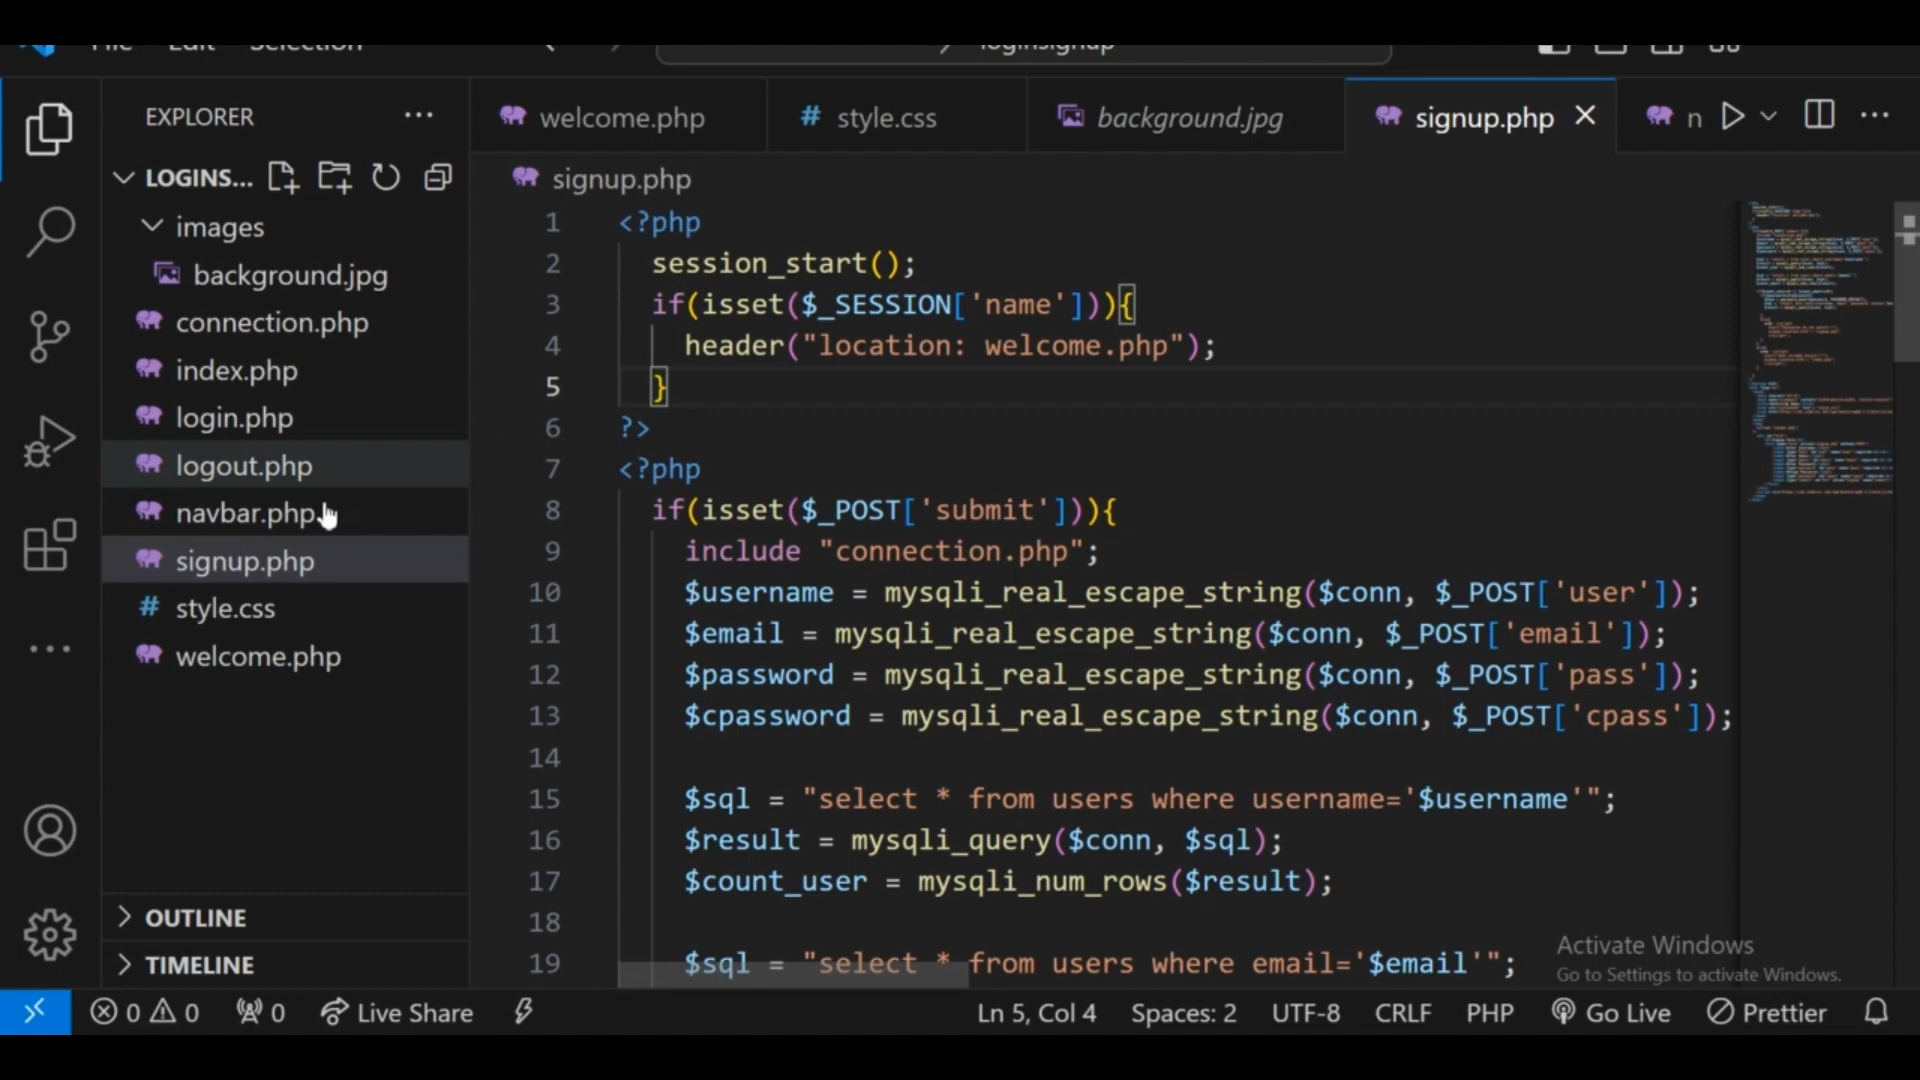 File Edit Selection
loginsignup
EXPLORER
LOGINS...
images
background.jpg
connection.php
index.php
login.php
logout.php
navbar.php
signup.php
style.css
welcome.php
OUTLINE
TIMELINE
welcome.php
style.css
background.jpg
signup.php
n
signup.php
1 <?php
2 session_start();
3 if(isset($_SESSION['name'])){
4 header("location: welcome.php");
5 }
6 ?>
7 <?php
8 if(isset($_POST['submit'])){
9 include "connection.php";
10 $username = mysqli_real_escape_string($conn, $_POST['user']);
11 $email = mysqli_real_escape_string($conn, $_POST['email']);
12 $password = mysqli_real_escape_string($conn, $_POST['pass']);
13 $cpassword = mysqli_real_escape_string($conn, $_POST['cpass']);
14
15 $sql = "select * from users where username='$username'";
16 $result = mysqli_query($conn, $sql);
17 $count_user = mysqli_num_rows($result);
18
19 $sql = "select * from users where email='$email'";
Activate Windows
Go to Settings to activate Windows.
0 0 0 Live Share Ln 5, Col 4 Spaces: 2 UTF-8 CRLF PHP Go Live Prettier